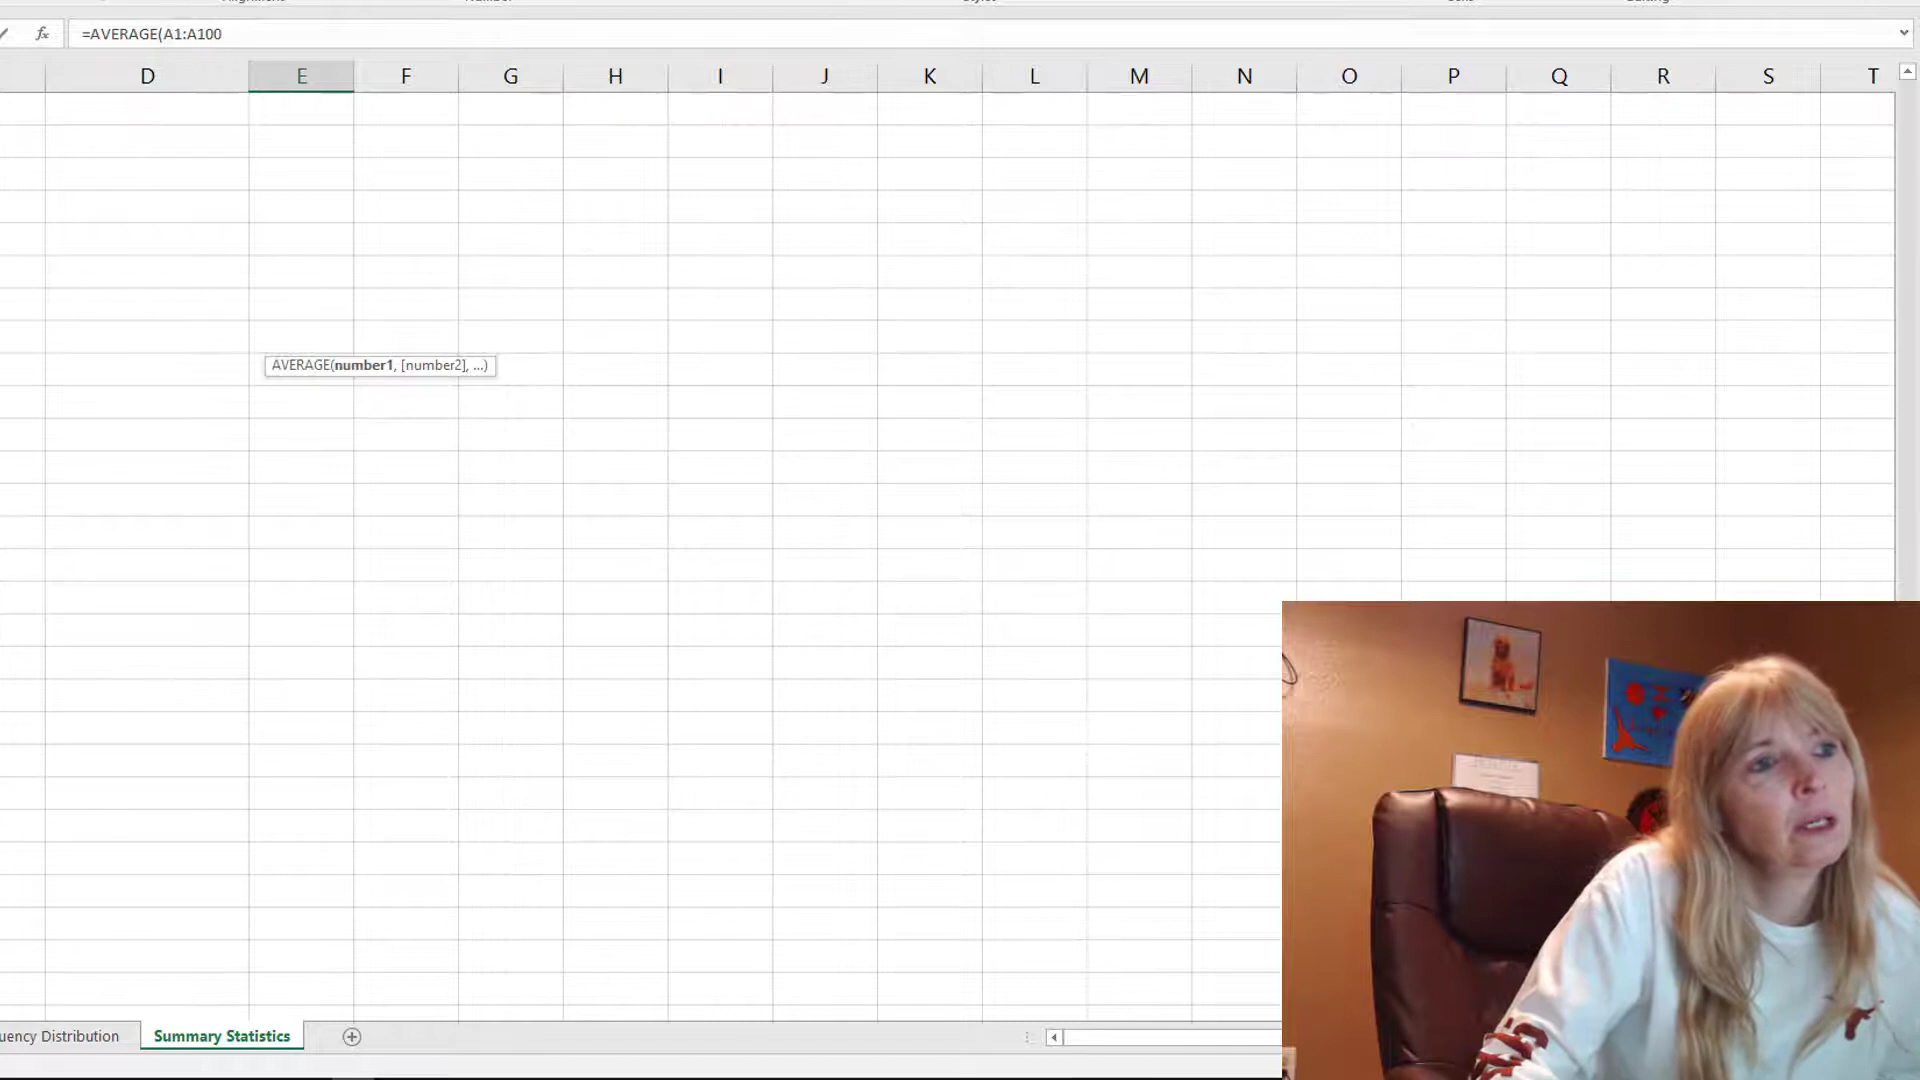 =AVERAGE(A1:A100
D E F G H I J K L M N O P Q R S T
AVERAGE(number1, [number2], ...)
uency Distribution Summary Statistics